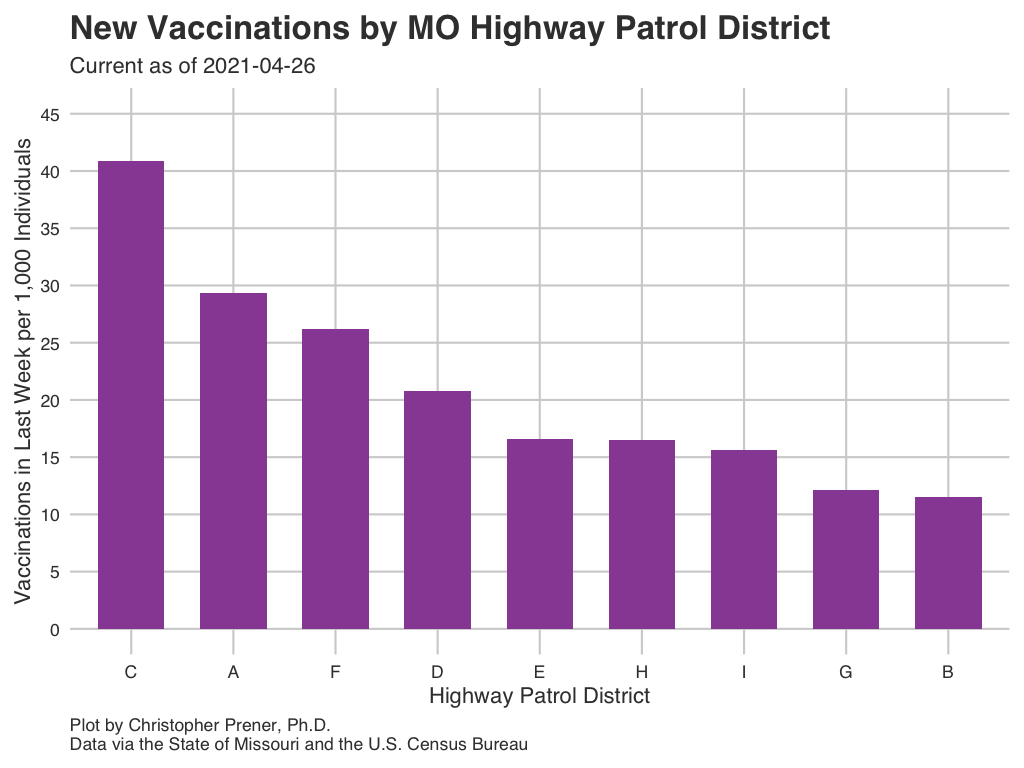 New Vaccinations by MO Highway Patrol District
Current as of 2021-04-26
Vaccinations in Last Week per 1,000 Individuals
45
40
35
30
25
20
15
10
5
0
C A F D E H I G B
Highway Patrol District
Plot by Christopher Prener, Ph.D.
Data via the State of Missouri and the U.S. Census Bureau